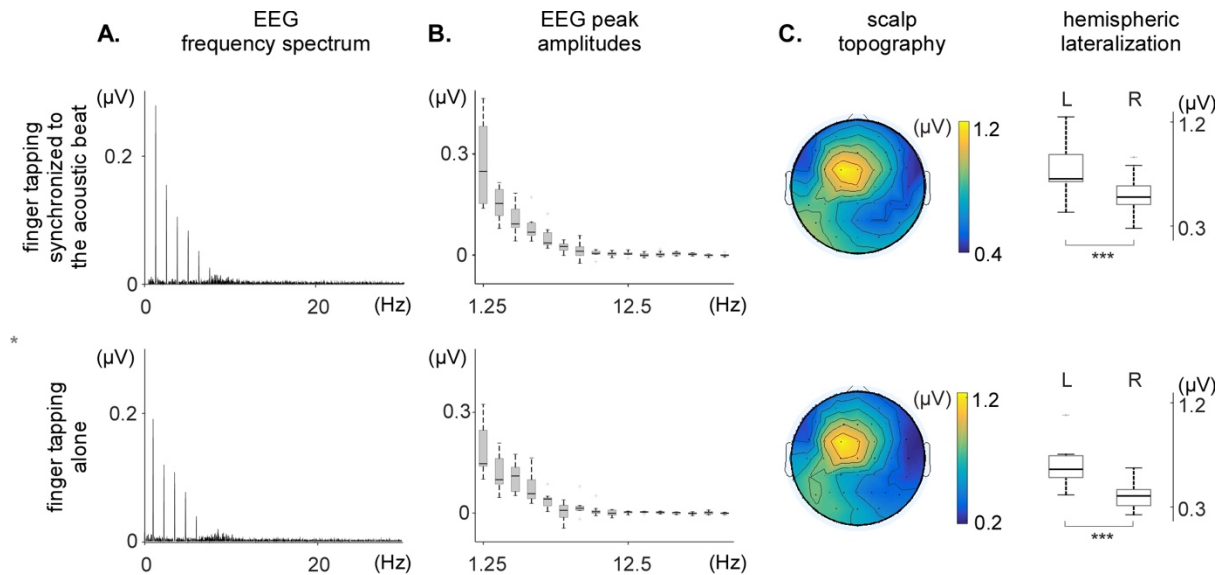 A.
EEG
frequency spectrum
B.
EEG peak
amplitudes
C.
scalp
topography
hemispheric
lateralization
finger tapping
synchronized to
the acoustic beat
(µV)
0.2
0
0
20
(Hz)
(µV)
0.3
0
1.25
12.5
(Hz)
(µV)
1.2
0.4
L
R
(µV)
1.2
0.3
***
*
finger tapping
alone
(µV)
0.2
0
0
20
(Hz)
(µV)
0.3
0
1.25
12.5
(Hz)
(µV)
1.2
0.2
L
R
(µV)
1.2
0.3
***